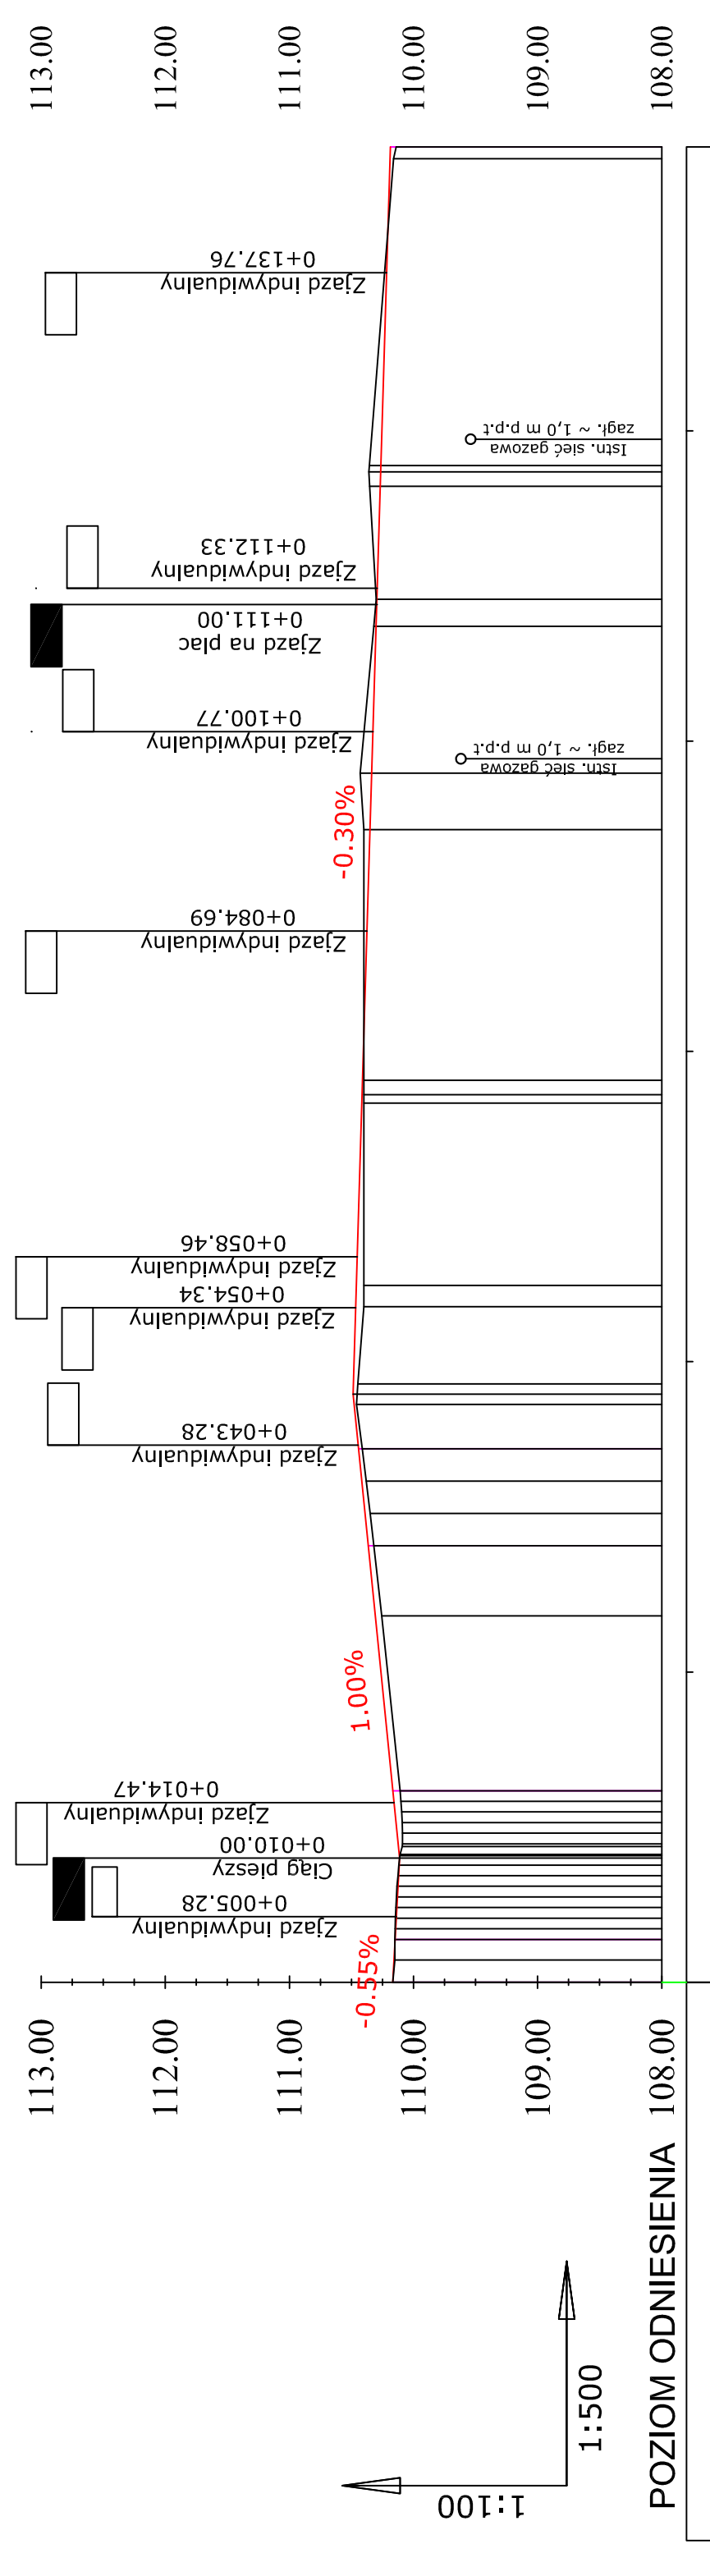 113.00
112.00
111.00
110.00
109.00
108.00
0+137.76
Zjazd indywidualny
Istn. sieć gazowa
zagł. ~ 1,0 m p.p.t
0+112.33
Zjazd indywidualny
0+111.00
Zjazd na plac
0+100.77
Zjazd indywidualny
Istn. sieć gazowa
zagł. ~ 1,0 m p.p.t
-0.30%
0+084.69
Zjazd indywidualny
0+058.46
Zjazd indywidualny
0+054.34
Zjazd indywidualny
0+043.28
Zjazd indywidualny
1.00%
0+014.47
Zjazd indywidualny
0+010.00
Ciąg pieszy
0+005.28
Zjazd indywidualny
-0.55%
113.00
112.00
111.00
110.00
109.00
108.00
POZIOM ODNIESIENIA
1:500
1:100